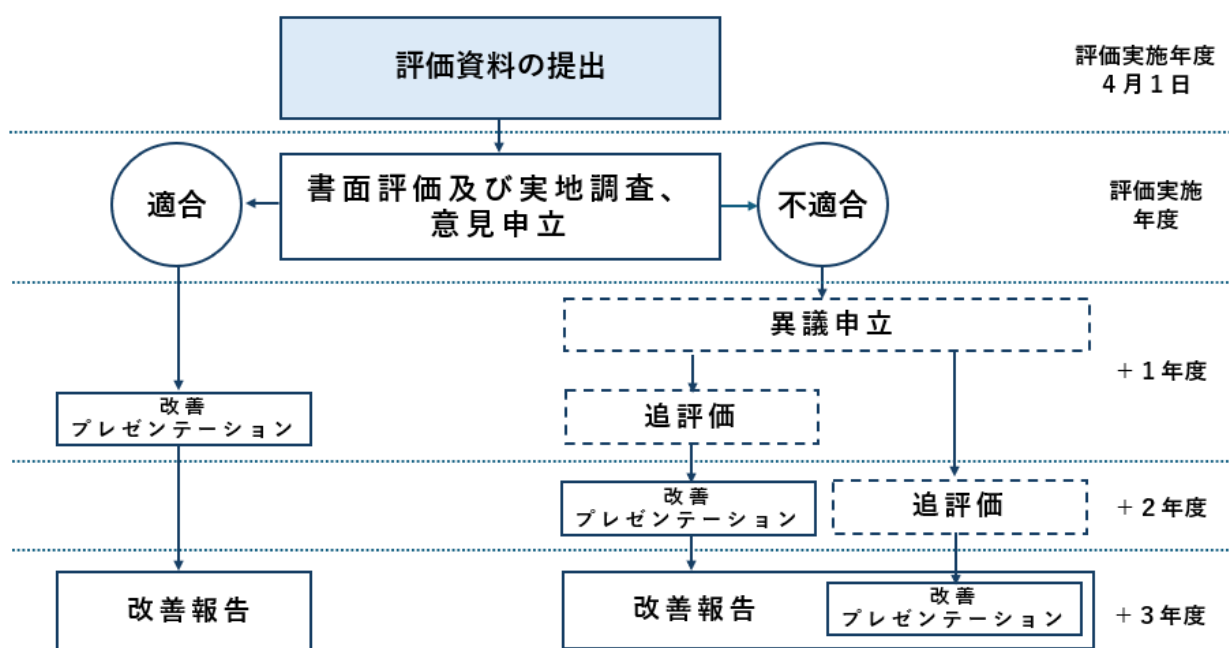 評価資料の提出
評価実施年度
4月1日
適合
書面評価及び実地調査、
意見申立
不適合
評価実施
年度
異議申立
+1年度
改善
プレゼンテーション
追評価
改善
プレゼンテーション
追評価
+2年度
改善報告
改善報告
改善
プレゼンテーション
+3年度